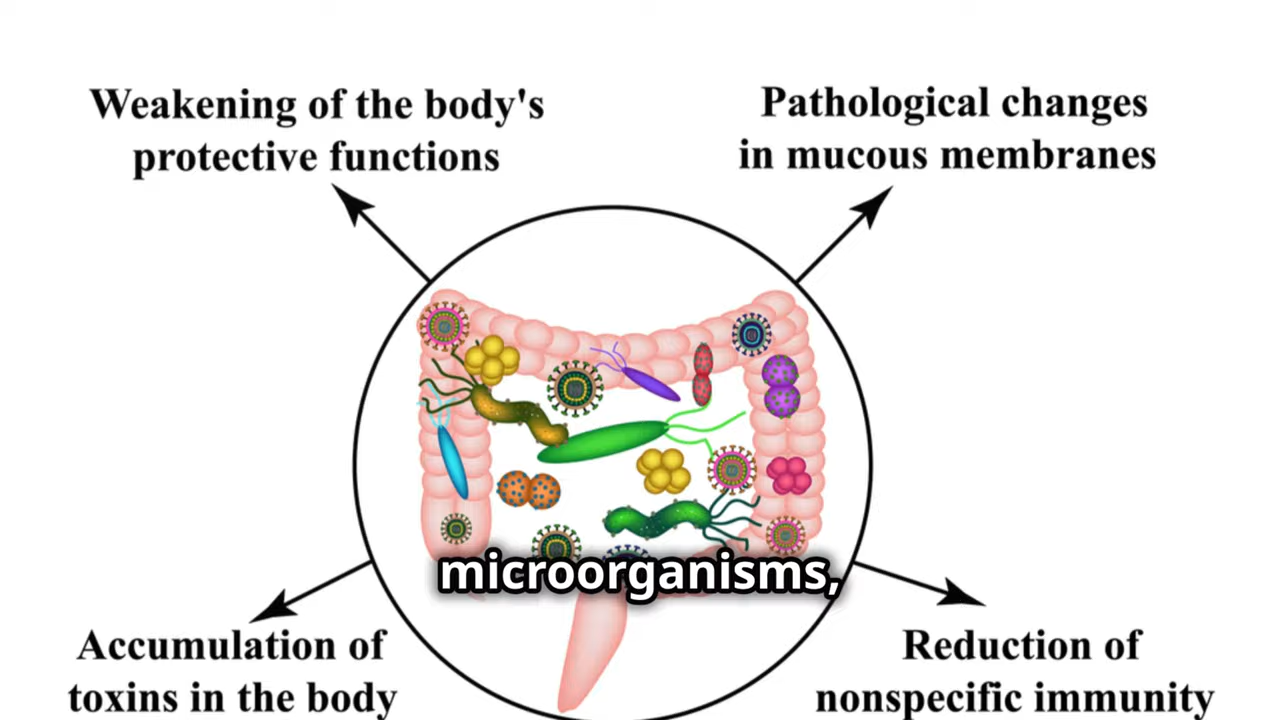 Weakening of the body's
protective functions
Pathological changes
in mucous membranes
microorganisms,
Accumulation of
toxins in the body
Reduction of
nonspecific immunity